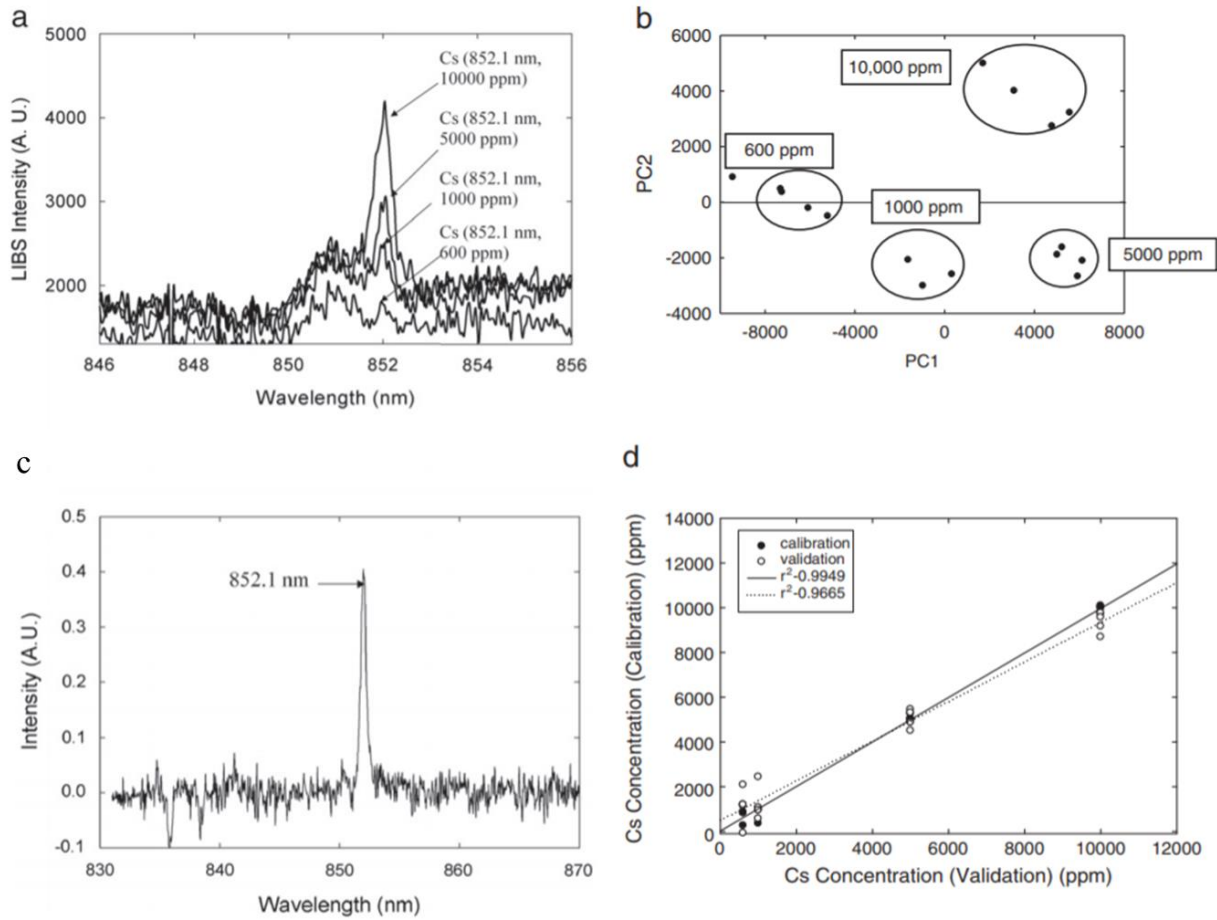 a
5000
4000
3000
2000
LIBS Intensity (A. U.)
Cs (852.1 nm,
10000 ppm)
Cs (852.1 nm,
5000 ppm)
Cs (852.1 nm,
1000 ppm)
Cs (852.1 nm,
600 ppm)
846 848 850 852 854 856
Wavelength (nm)
b
6000
4000
2000
0
-2000
-4000
PC2
10,000 ppm
600 ppm
1000 ppm
5000 ppm
-8000 -4000 0 4000 8000
PC1
c
0.5
0.4
0.3
0.2
0.1
0.0
-0.1
Intensity (A.U.)
852.1 nm
830 840 850 860 870
Wavelength (nm)
d
14000
12000
10000
8000
6000
4000
2000
0
Cs Concentration (Calibration) (ppm)
calibration
validation
r²-0.9949
r²-0.9665
0 2000 4000 6000 8000 10000 12000
Cs Concentration (Validation) (ppm)